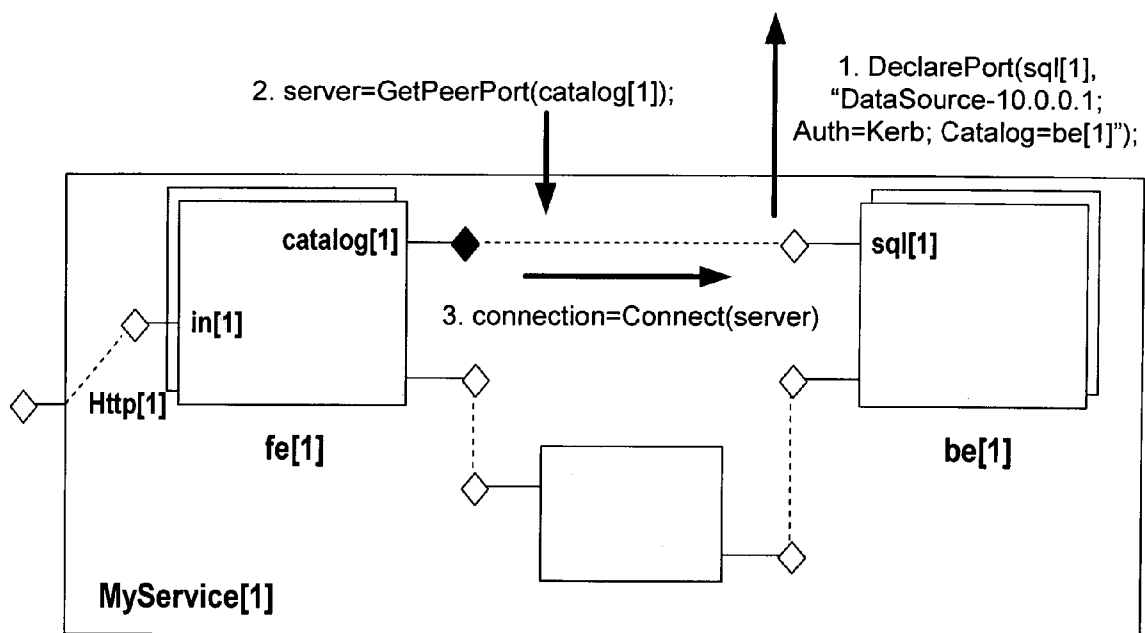 1. DeclarePort(sql[1],
"DataSource-10.0.0.1;
Auth=Kerb; Catalog=be[1]");
2. server=GetPeerPort(catalog[1]);
catalog[1]
sql[1]
3. connection=Connect(server)
in[1]
Http[1]
fe[1]
be[1]
MyService[1]